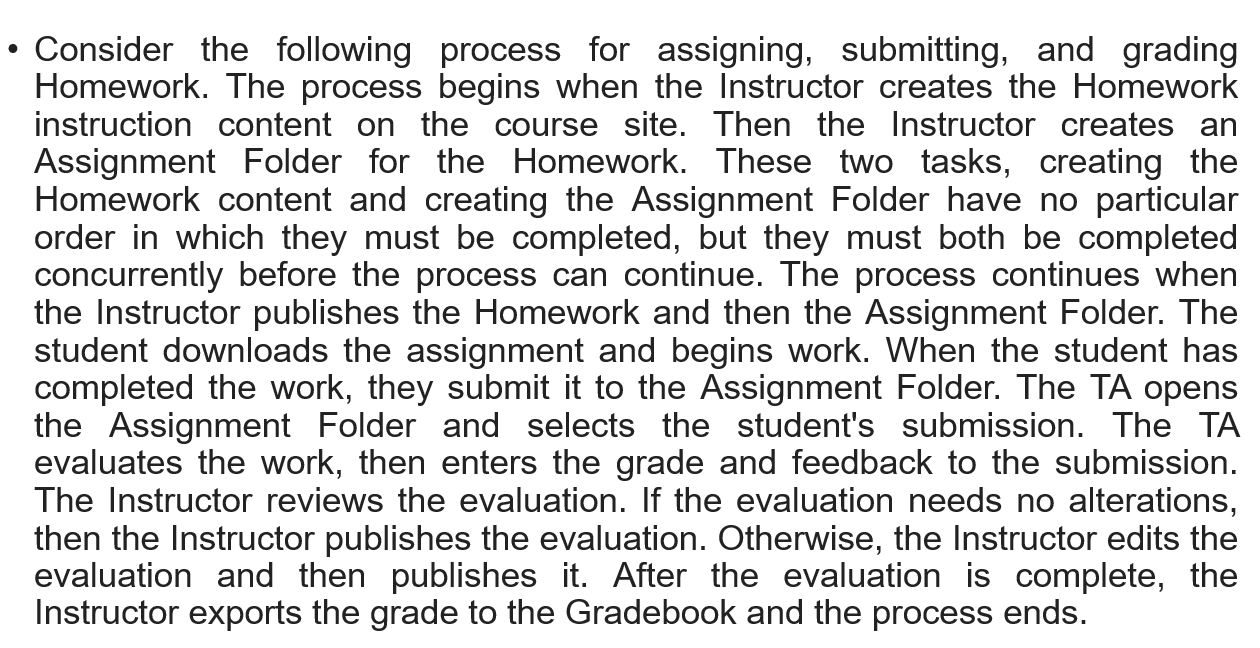 • Consider the following process for assigning, submitting, and grading
Homework. The process begins when the Instructor creates the Homework
instruction content on the course site. Then the Instructor creates an
Assignment Folder for the Homework. These two tasks, creating the
Homework content and creating the Assignment Folder have no particular
order in which they must be completed, but they must both be completed
concurrently before the process can continue. The process continues when
the Instructor publishes the Homework and then the Assignment Folder. The
student downloads the assignment and begins work. When the student has
completed the work, they submit it to the Assignment Folder. The TA opens
the Assignment Folder and selects the student's submission. The TA
evaluates the work, then enters the grade and feedback to the submission.
The Instructor reviews the evaluation. If the evaluation needs no alterations,
then the Instructor publishes the evaluation. Otherwise, the Instructor edits the
evaluation and then publishes it. After the evaluation is complete, the
Instructor exports the grade to the Gradebook and the process ends.